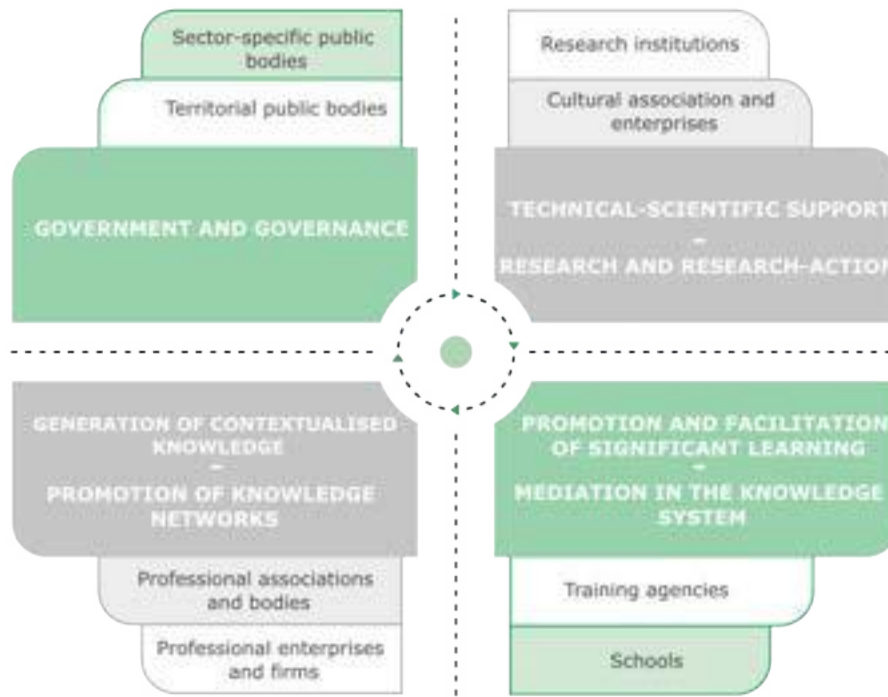 Sector-specific public
bodies
Territorial public bodies
GOVERNMENT AND GOVERNANCE
Research institutions
Cultural association and
enterprises
TECHNICAL-SCIENTIFIC SUPPORT
–
RESEARCH AND RESEARCH-ACTION
GENERATION OF CONTEXTUALISED
KNOWLEDGE
–
PROMOTION OF KNOWLEDGE
NETWORKS
Professional associations
and bodies
Professional enterprises
and firms
PROMOTION AND FACILITATION
OF SIGNIFICANT LEARNING
–
MEDIATION IN THE KNOWLEDGE
SYSTEM
Training agencies
Schools